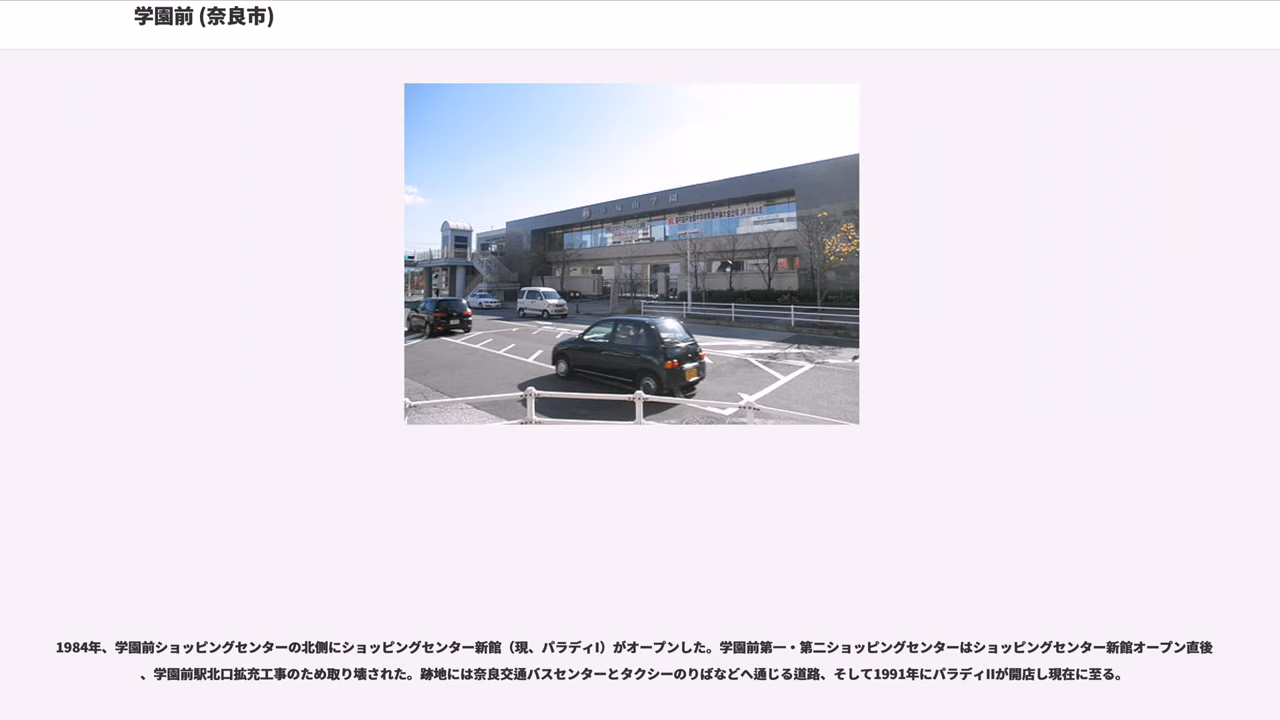 学園前 (奈良市)
1984年、学園前ショッピングセンターの北側にショッピングセンター新館（現、パラディI）がオープンした。学園前第一・第二ショッピングセンターはショッピングセンター新館オープン直後
、学園前駅北口拡充工事のため取り壊された。跡地には奈良交通バスセンターとタクシーのりばなどへ通じる道路、そして1991年にパラディIIが開店し現在に至る。